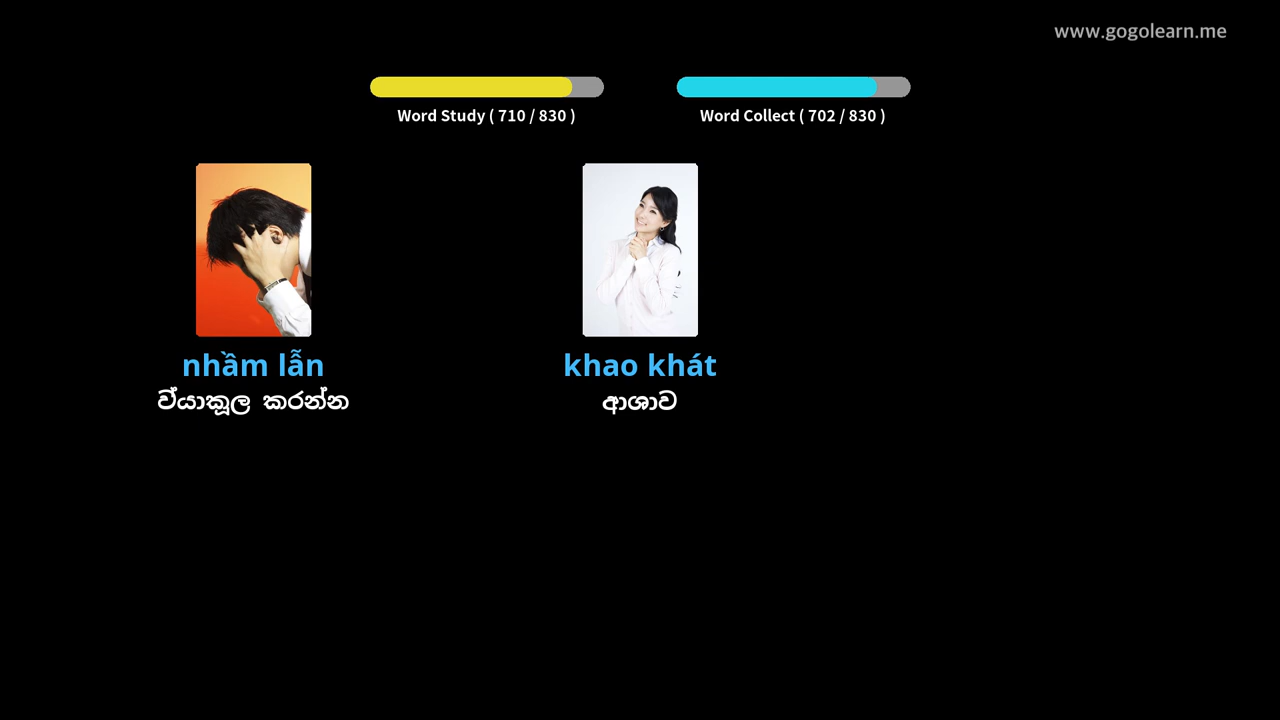 www.gogolearn.me
Word Study ( 710 / 830 )
Word Collect ( 702 / 830 )
nhầm lẫn
ව්යාකූල කරන්න
khao khát
ආශාව